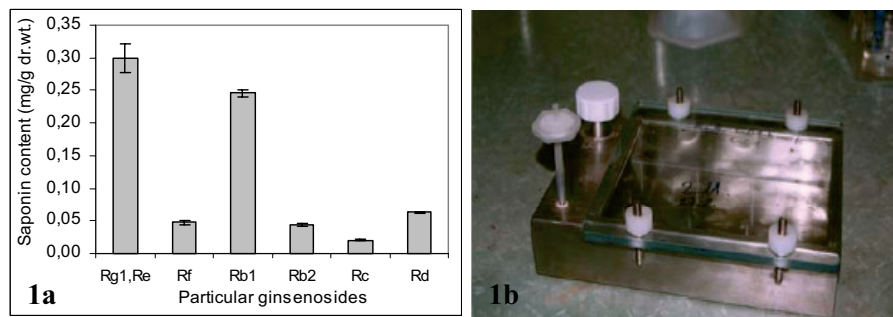 0,35
0,30
0,25
0,20
0,15
0,10
0,05
0,00
Saponin content (mg/g dr.wt.)
Rg1,Re Rf Rb1 Rb2 Rc Rd
Particular ginsenosides
1a
1b